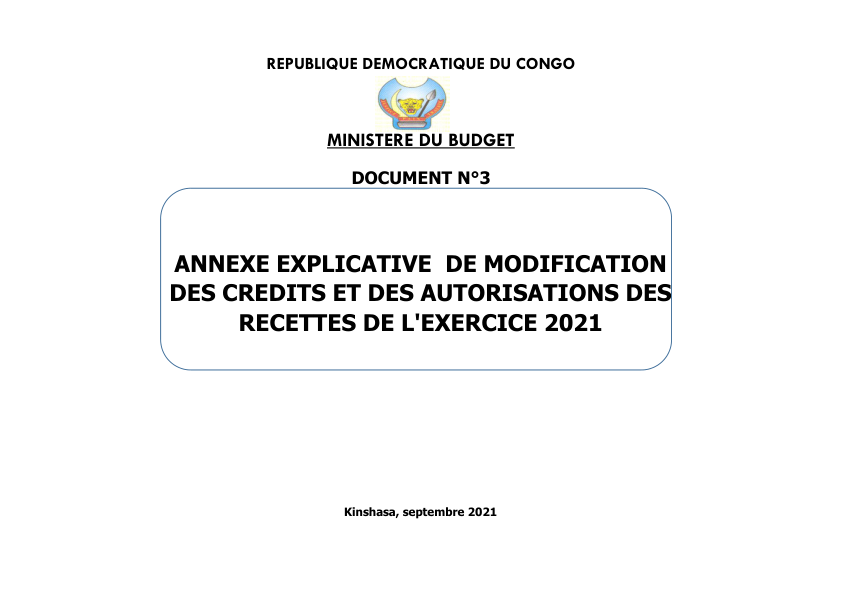 REPUBLIQUE DEMOCRATIQUE DU CONGO
MINISTERE DU BUDGET
DOCUMENT N°3
ANNEXE EXPLICATIVE DE MODIFICATION
DES CREDITS ET DES AUTORISATIONS DES
RECETTES DE L'EXERCICE 2021
Kinshasa, septembre 2021